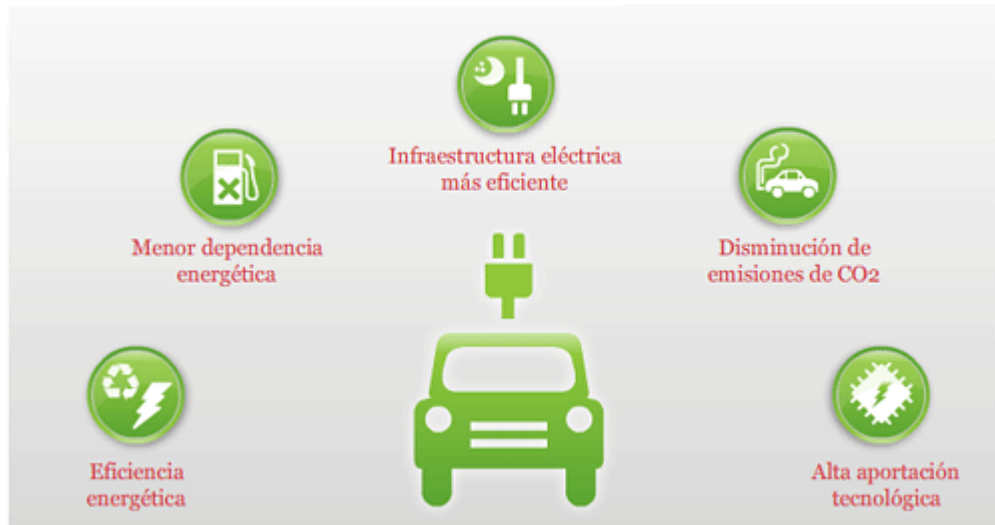 Infraestructura eléctrica
más eficiente
Menor dependencia
energética
Disminución de
emisiones de CO2
Eficiencia
energética
Alta aportación
tecnológica